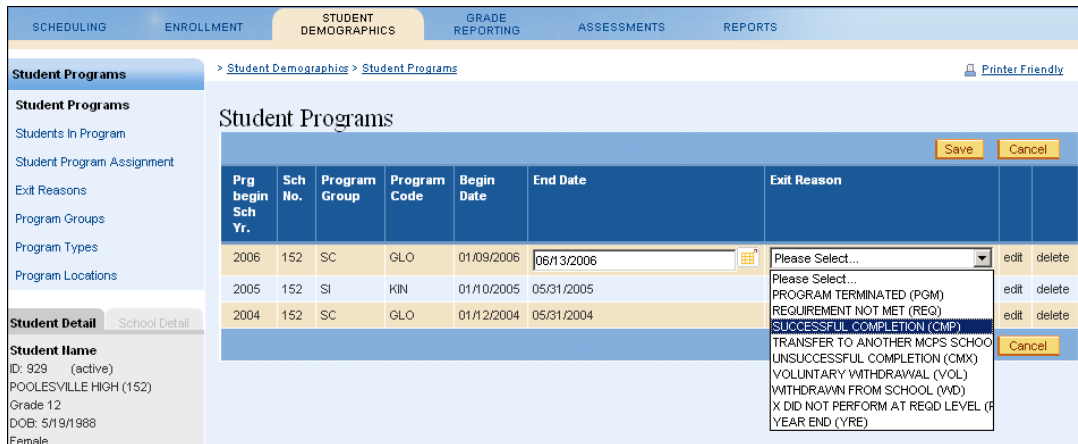 SCHEDULING ENROLLMENT STUDENT DEMOGRAPHICS GRADE REPORTING ASSESSMENTS REPORTS
Student Programs
> Student Demographics > Student Programs
Printer Friendly
Student Programs
Students In Program
Student Program Assignment
Exit Reasons
Program Groups
Program Types
Program Locations
Student Detail School Detail
Student Name
ID: 929 (active)
POOLESVILLE HIGH (152)
Grade 12
DOB: 5/19/1988
Female
Student Programs
Save Cancel
Prg begin Sch Yr. Sch No. Program Group Program Code Begin Date End Date Exit Reason
2006 152 SC GLO 01/09/2006 06/13/2006 Please Select... edit delete
2005 152 SI KIN 01/10/2005 05/31/2005 edit delete
2004 152 SC GLO 01/12/2004 05/31/2004 edit delete
Please Select...
PROGRAM TERMINATED (PGM)
REQUIREMENT NOT MET (REQ)
SUCCESSFUL COMPLETION (CMP)
TRANSFER TO ANOTHER MCPS SCHOO
UNSUCCESSFUL COMPLETION (CMX)
VOLUNTARY WITHDRAWAL (VOL)
WITHDRAWN FROM SCHOOL (WD)
X DID NOT PERFORM AT REQD LEVEL (F
YEAR END (YRE)
Cancel